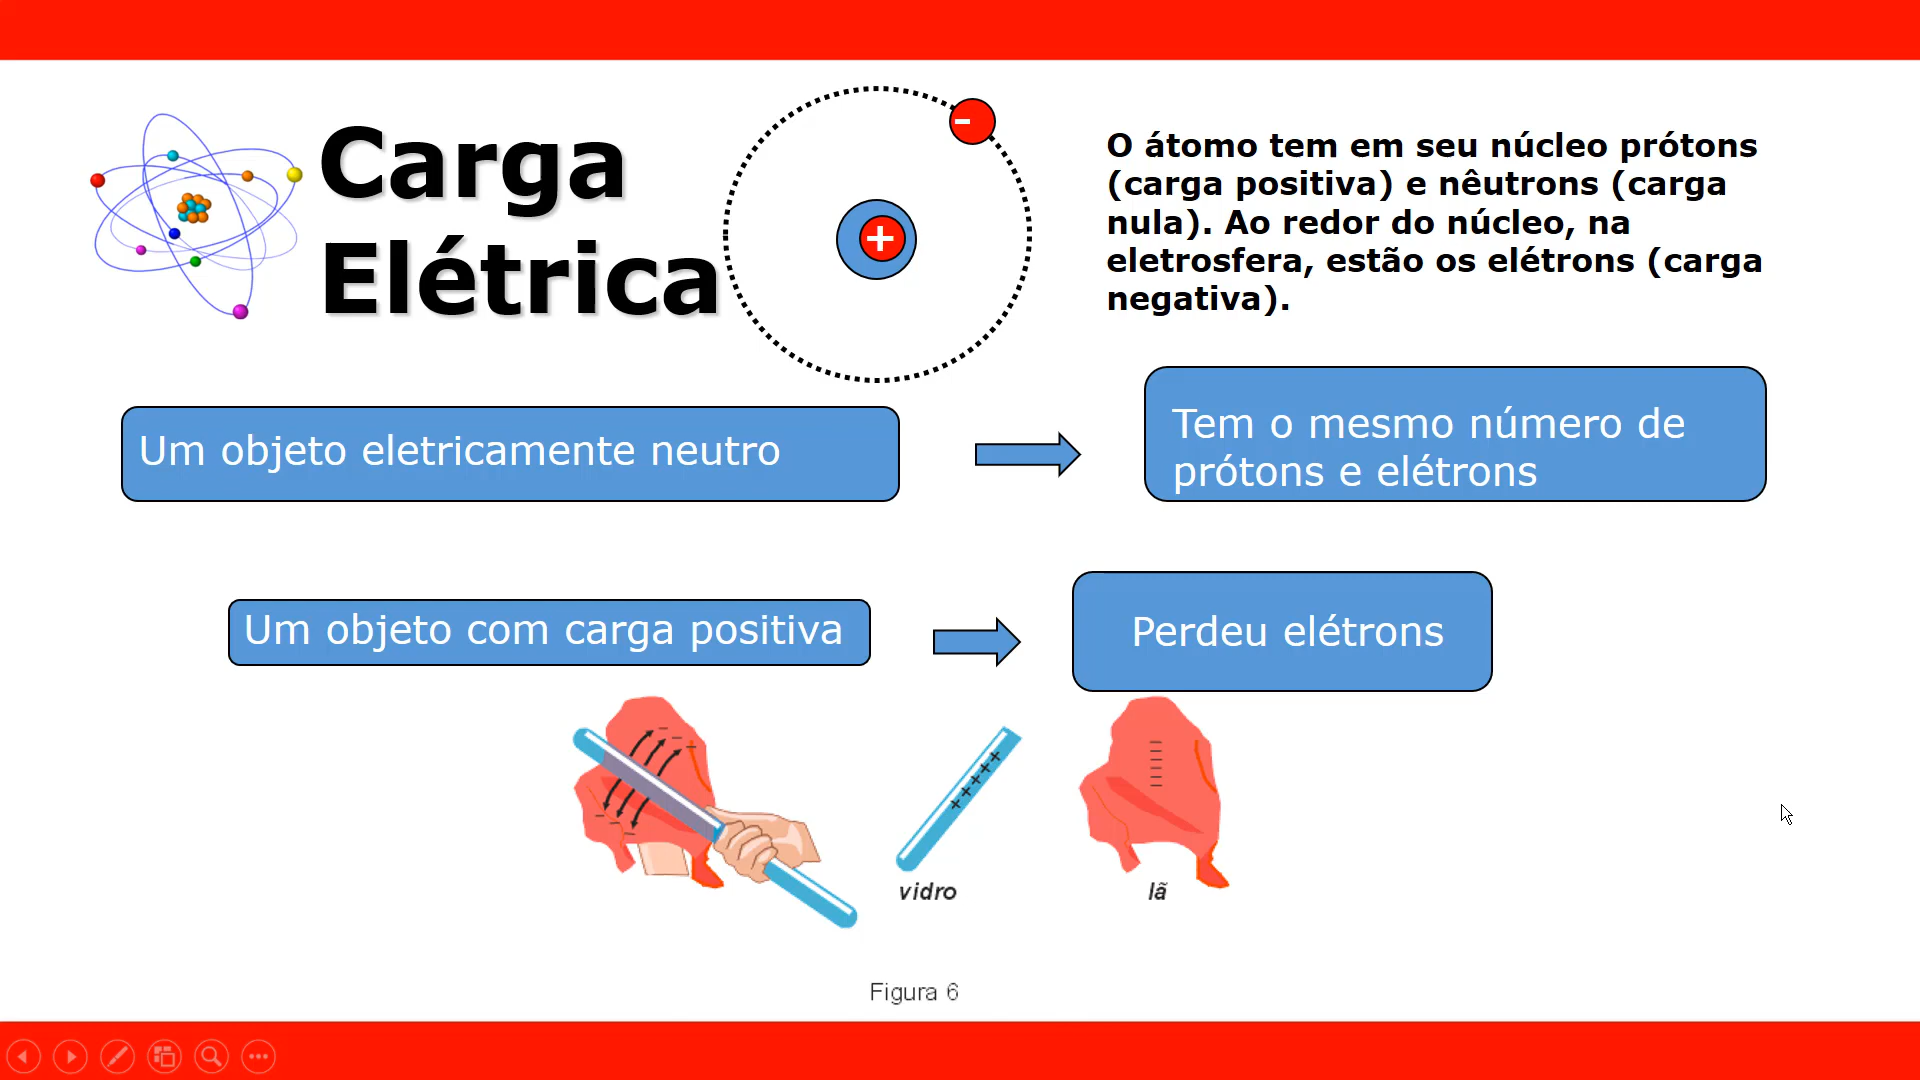 Carga
Elétrica
-
+
O átomo tem em seu núcleo prótons
(carga positiva) e nêutrons (carga
nula). Ao redor do núcleo, na
eletrosfera, estão os elétrons (carga
negativa).
Um objeto eletricamente neutro
Tem o mesmo número de
prótons e elétrons
Um objeto com carga positiva
Perdeu elétrons
+++++
vidro
lã
Figura 6